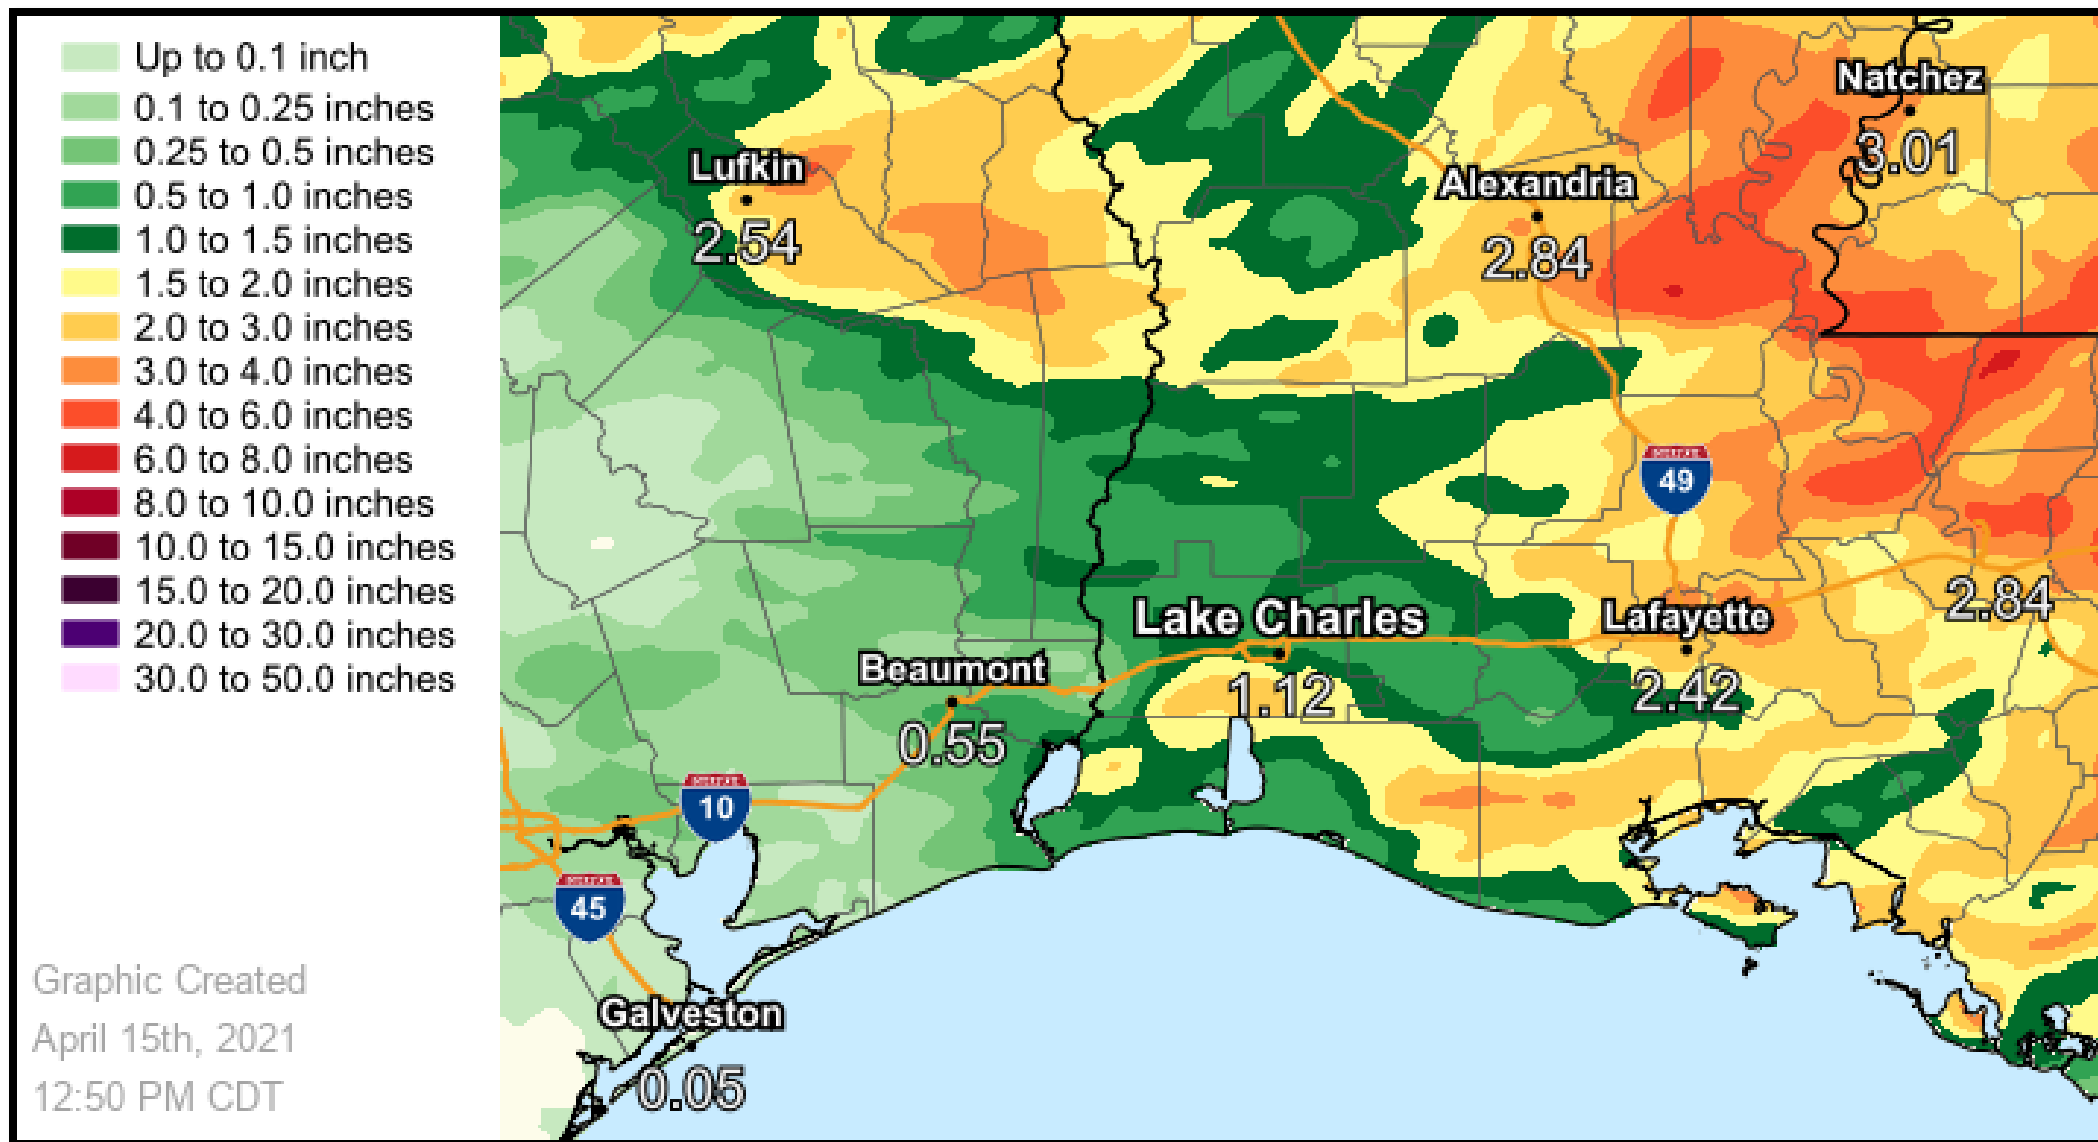 Up to 0.1 inch
0.1 to 0.25 inches
0.25 to 0.5 inches
0.5 to 1.0 inches
1.0 to 1.5 inches
1.5 to 2.0 inches
2.0 to 3.0 inches
3.0 to 4.0 inches
4.0 to 6.0 inches
6.0 to 8.0 inches
8.0 to 10.0 inches
10.0 to 15.0 inches
15.0 to 20.0 inches
20.0 to 30.0 inches
30.0 to 50.0 inches
Graphic Created
April 15th, 2021
12:50 PM CDT
Natchez
3.01
Lufkin
2.54
Alexandria
2.84
49
2.84
Lake Charles
1.12
Lafayette
2.42
Beaumont
0.55
10
45
Galveston
0.05